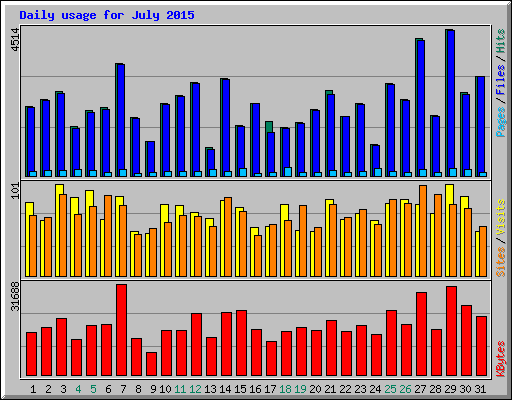 Daily usage for July 2015
4514
Pages / Files / Hits
101
Sites / Visits
31688
KBytes
1 2 3 4 5 6 7 8 9 10 11 12 13 14 15 16 17 18 19 20 21 22 23 24 25 26 27 28 29 30 31